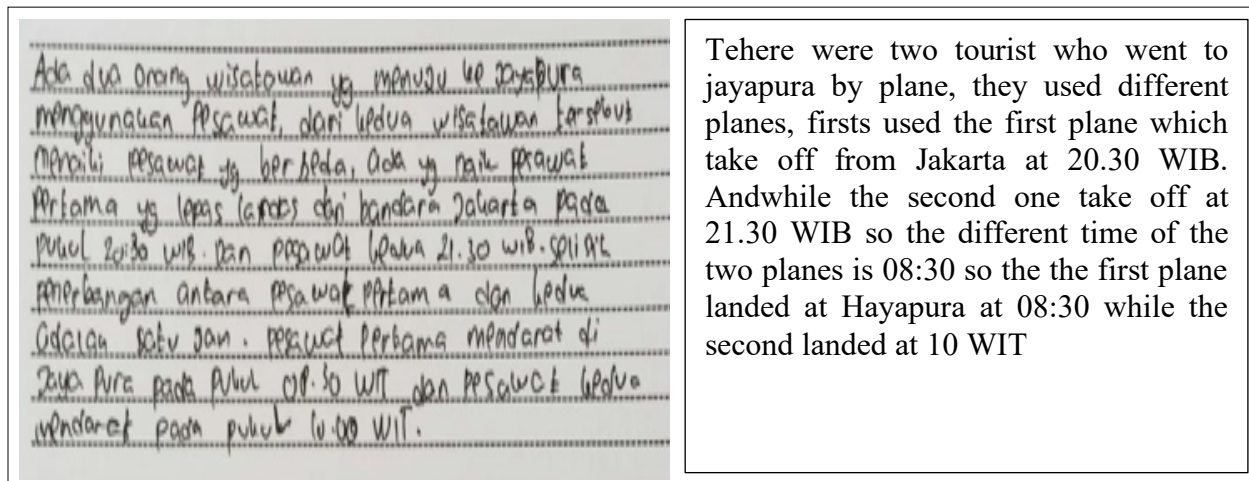 Ada dua orang wisatawan yg menuju ke Jayapura
menggunakan pesawat, dari kedua wisatawan tersebut
menaiki pesawat yg berbeda, ada yg naik pesawat
pertama yg lepas landas dari bandara Jakarta pada
pukul 20:30 WIB. Dan pesawat kedua 21.30 WIB. selisih
penerbangan antara pesawat pertama dan kedua
adalah satu jam. pesawat pertama mendarat di
Jayapura pada pukul 08.30 WIT dan pesawat kedua
mendarat pada pukul 10.00 WIT.
Tehere were two tourist who went to
jayapura by plane, they used different
planes, firsts used the first plane which
take off from Jakarta at 20.30 WIB.
Andwhile the second one take off at
21.30 WIB so the different time of the
two planes is 08:30 so the the first plane
landed at Hayapura at 08:30 while the
second landed at 10 WIT